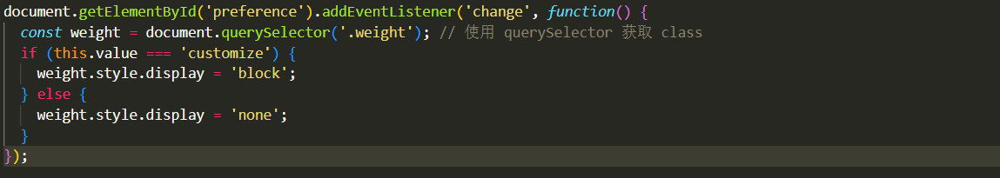 document.getElementById('preference').addEventListener('change', function() {
  const weight = document.querySelector('.weight'); // 使用 querySelector 获取 class
  if (this.value === 'customize') {
    weight.style.display = 'block';
  } else {
    weight.style.display = 'none';
  }
});